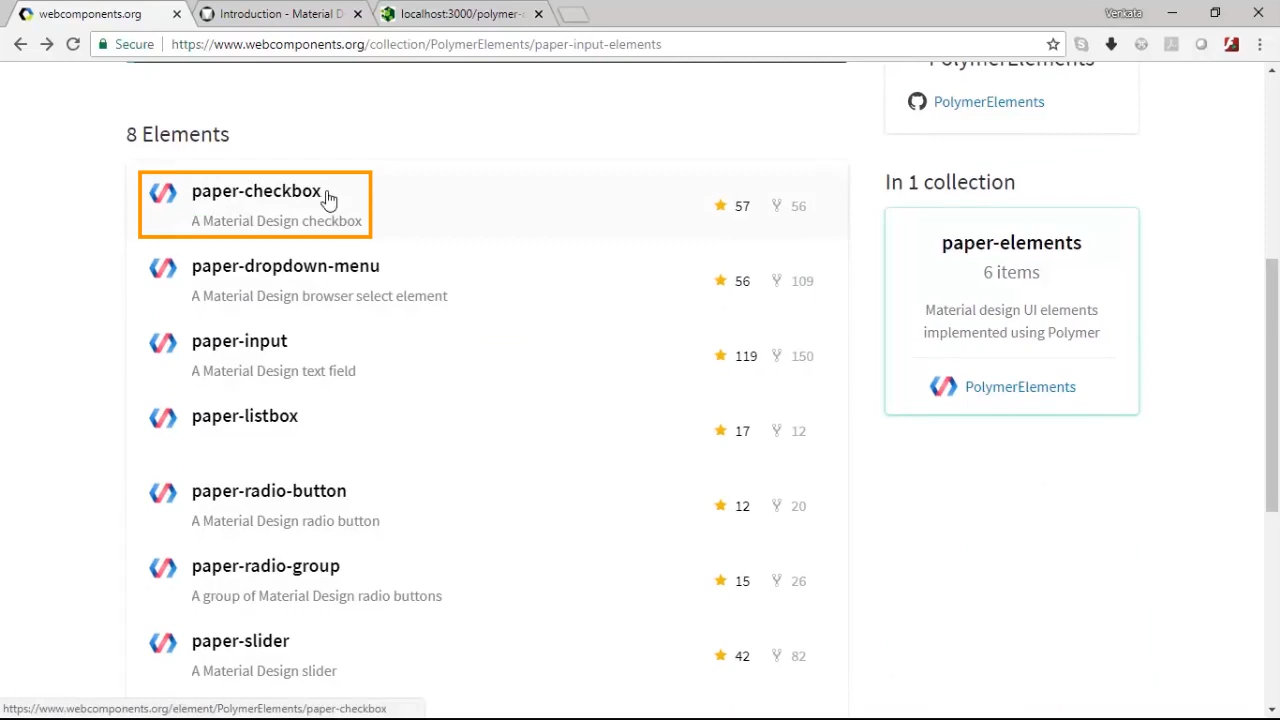 webcomponents.org
Introduction - Material D
localhost:3000/polymer-c
Venkata
Secure
https://www.webcomponents.org/collection/PolymerElements/paper-input-elements
PolymerElements
PolymerElements
8 Elements
paper-checkbox
A Material Design checkbox
57 56
paper-dropdown-menu
A Material Design browser select element
56 109
paper-input
A Material Design text field
119 150
paper-listbox
17 12
paper-radio-button
A Material Design radio button
12 20
paper-radio-group
A group of Material Design radio buttons
15 26
paper-slider
A Material Design slider
42 82
In 1 collection
paper-elements
6 items
Material design UI elements
implemented using Polymer
PolymerElements
https://www.webcomponents.org/element/PolymerElements/paper-checkbox